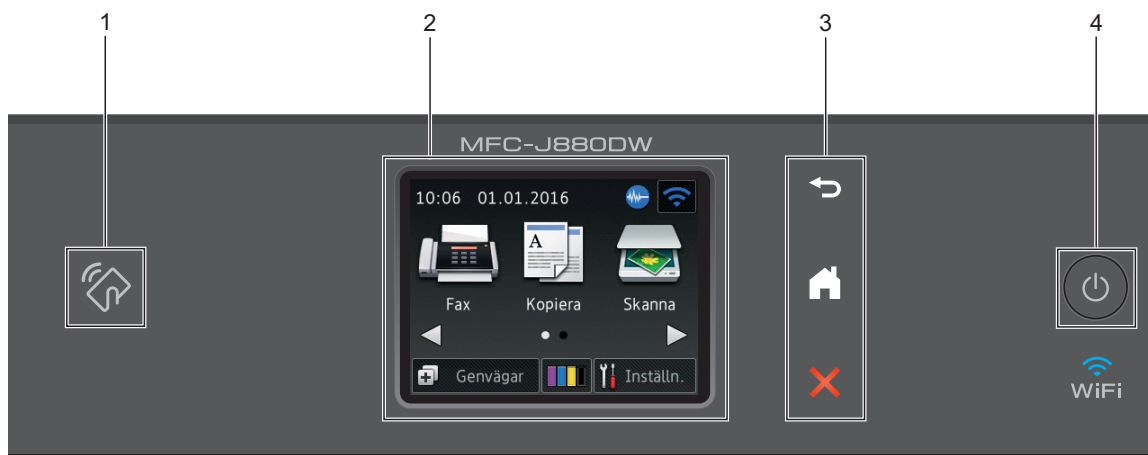 1 2 3 4
MFC-J880DW
10:06 01.01.2016
A
Fax Kopiera Skanna
Genvägar Inställn.
WiFi